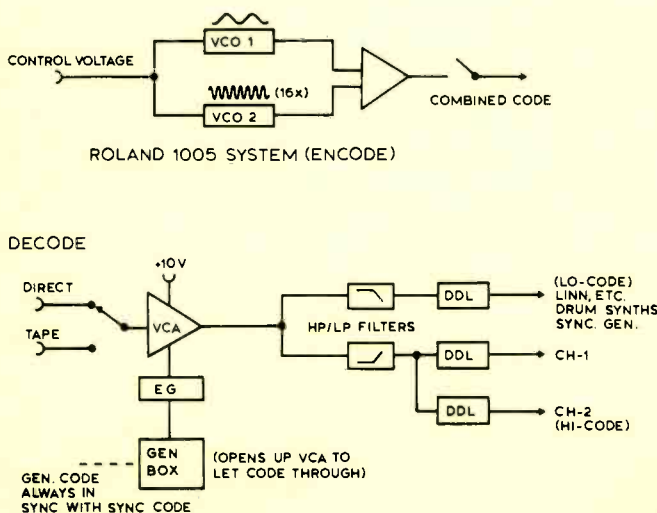 VCO 1
CONTROL VOLTAGE
(16x)
VCO 2
COMBINED CODE
ROLAND 1005 SYSTEM (ENCODE)
DECODE
+10V
DIRECT
TAPE
VCA
EG
GEN
BOX
(OPENS UP VCA TO
LET CODE THROUGH)
GEN. CODE
ALWAYS IN
SYNC WITH SYNC CODE
HP/LP FILTERS
DDL
(LO-CODE)
LINN, ETC.
DRUM SYNTHS
SYNC. GEN.
DDL
CH-1
DDL
CH-2
(HI-CODE)